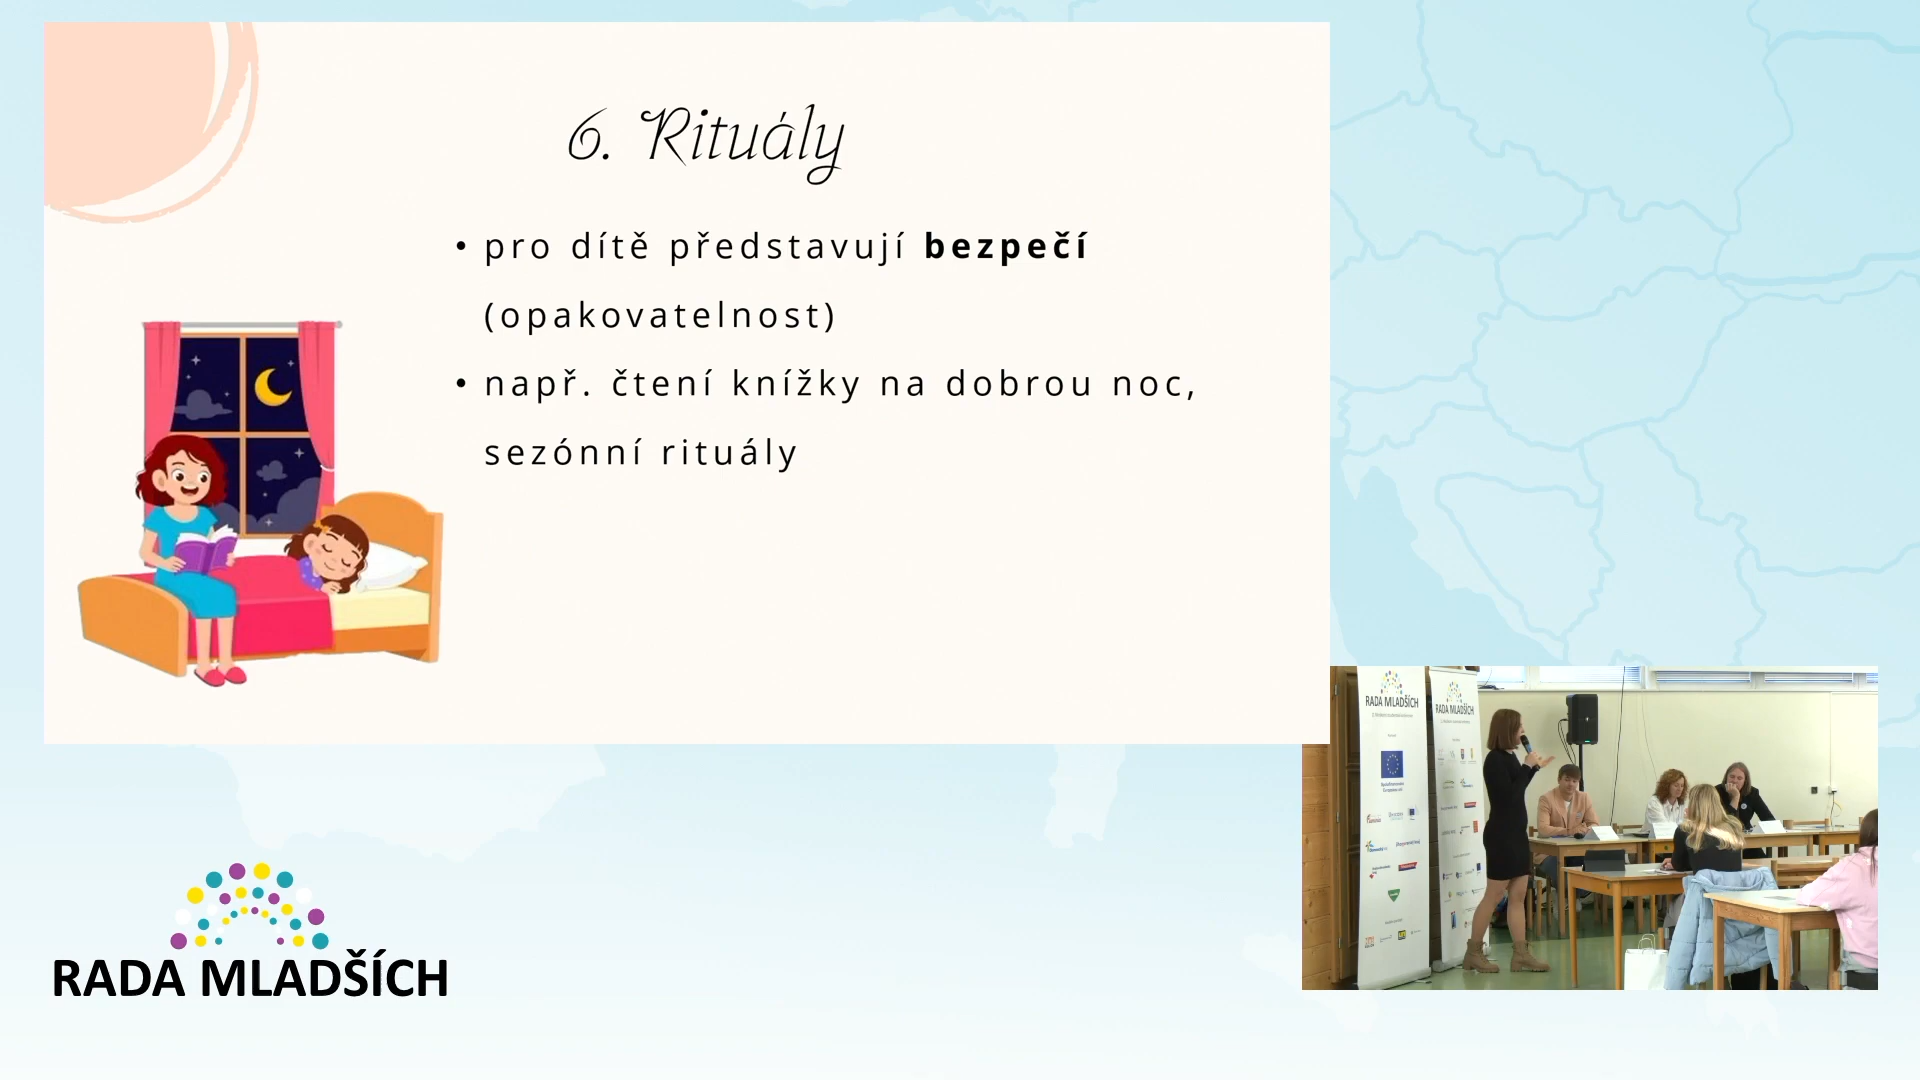 6. Rituály
• pro dítě představují bezpečí
(opakovatelnost)
• např. čtení knížky na dobrou noc,
sezónní rituály
RADA MLADŠÍCH
RADA MLADŠÍCH
RADA MLADŠÍCH